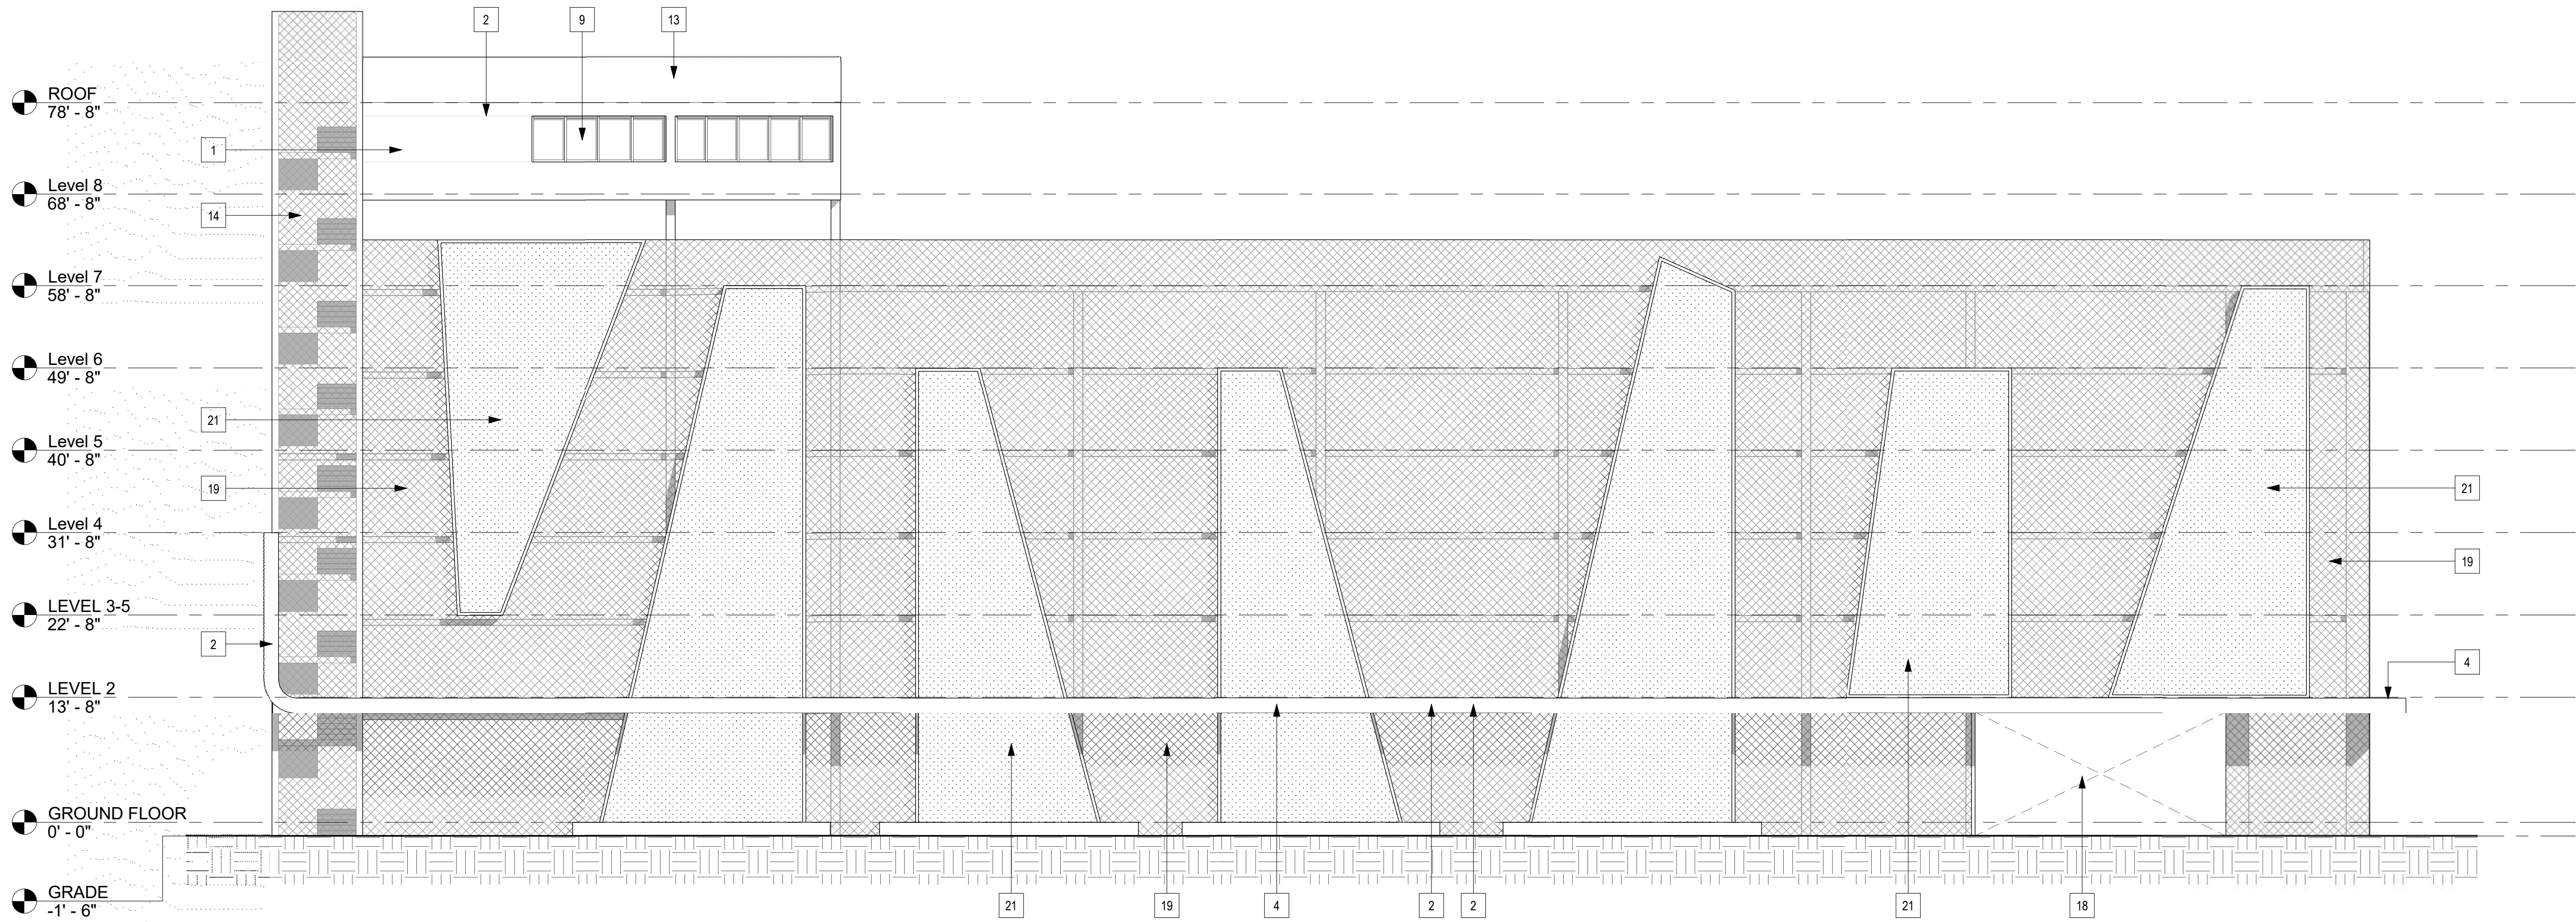 2 9 13
ROOF
78' - 8"
1
Level 8
68' - 8"
14
Level 7
58' - 8"
Level 6
49' - 8"
21
Level 5
40' - 8"
19
21
Level 4
31' - 8"
19
LEVEL 3-5
22' - 8"
2
4
LEVEL 2
13' - 8"
GROUND FLOOR
0' - 0"
GRADE
-1' - 6"
21 19 4 2 2 21 18